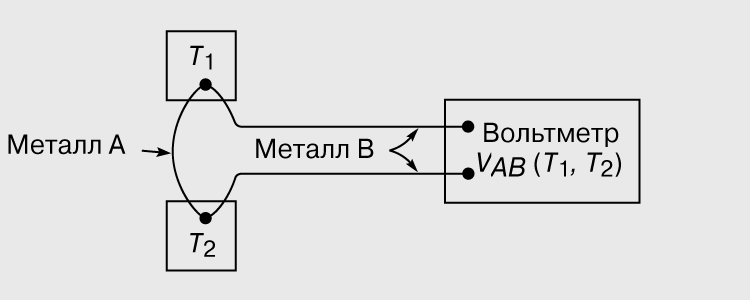 T1
Металл A
Металл B
Вольтметр
VAB (T1, T2)
T2